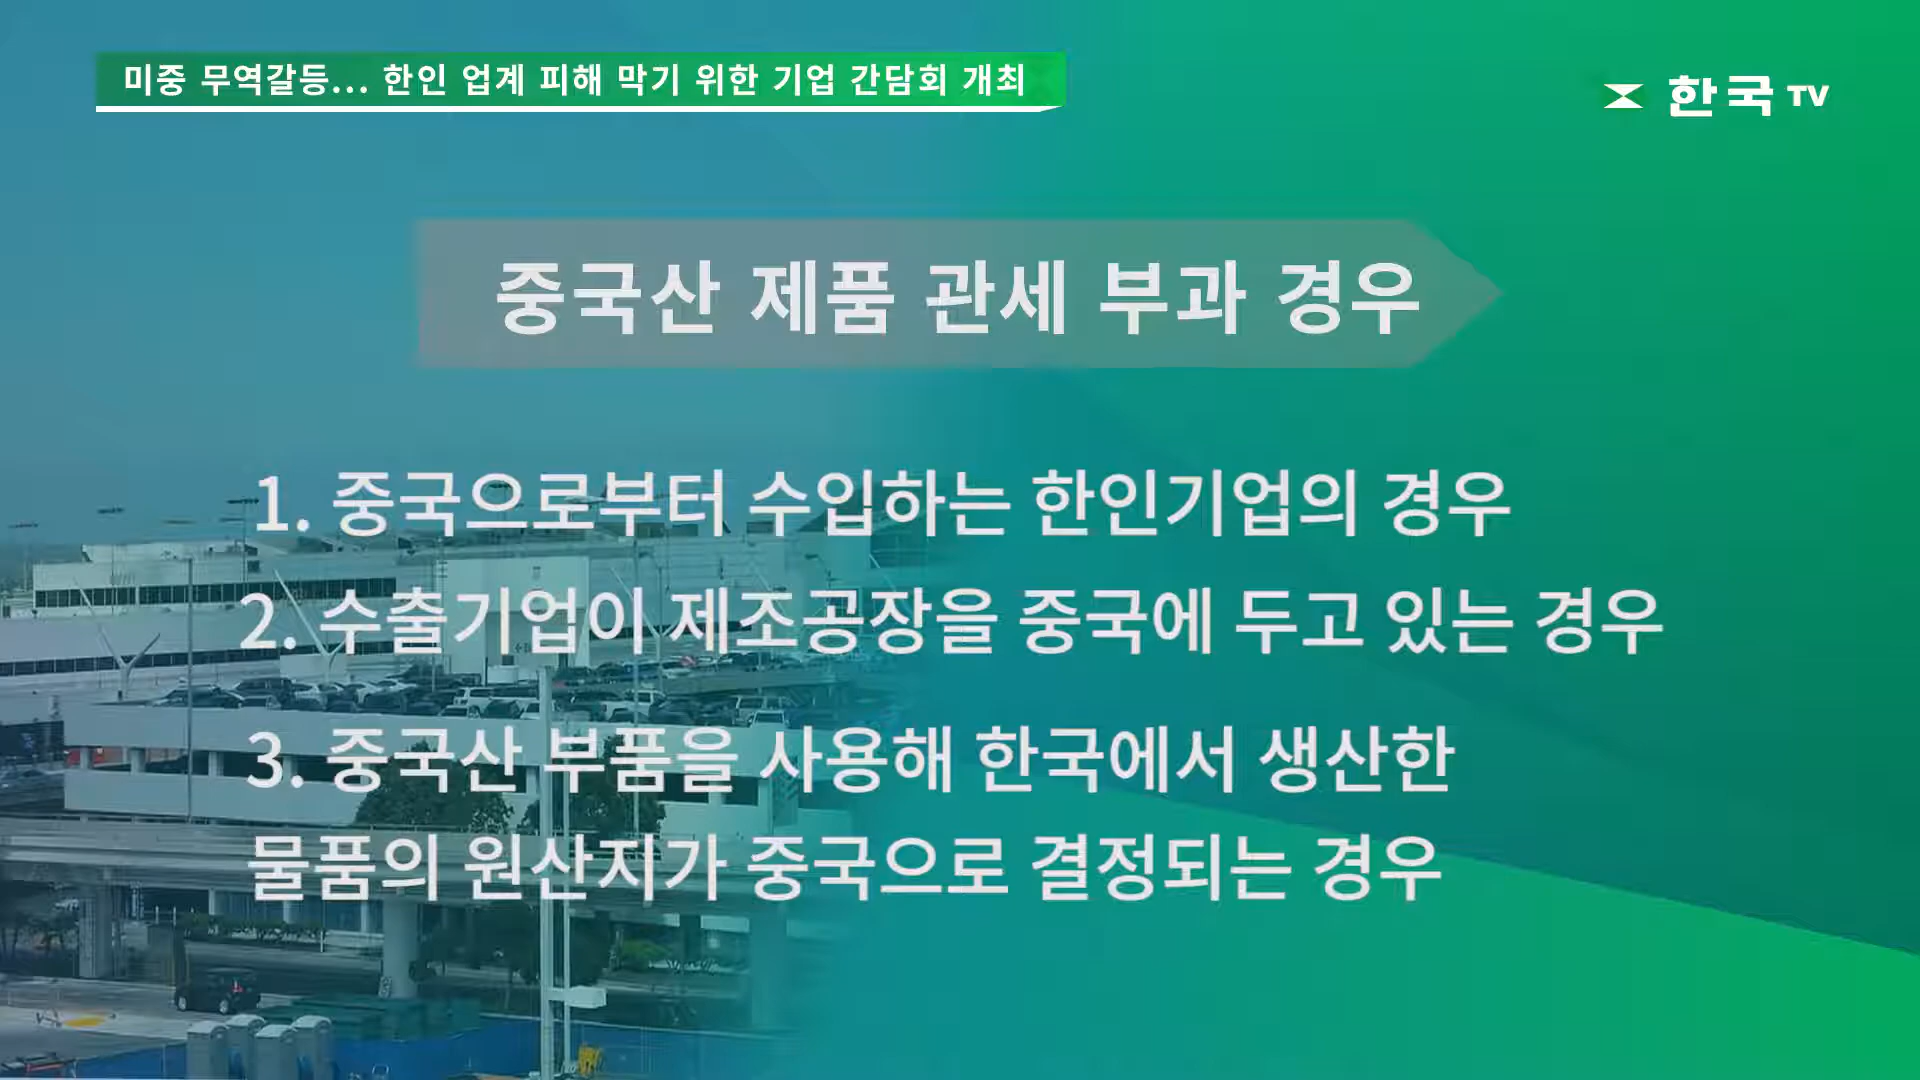 미중 무역갈등... 한인 업계 피해 막기 위한 기업 간담회 개최
한국TV
중국산 제품 관세 부과 경우
1. 중국으로부터 수입하는 한인기업의 경우
2. 수출기업이 제조공장을 중국에 두고 있는 경우
3. 중국산 부품을 사용해 한국에서 생산한
물품의 원산지가 중국으로 결정되는 경우